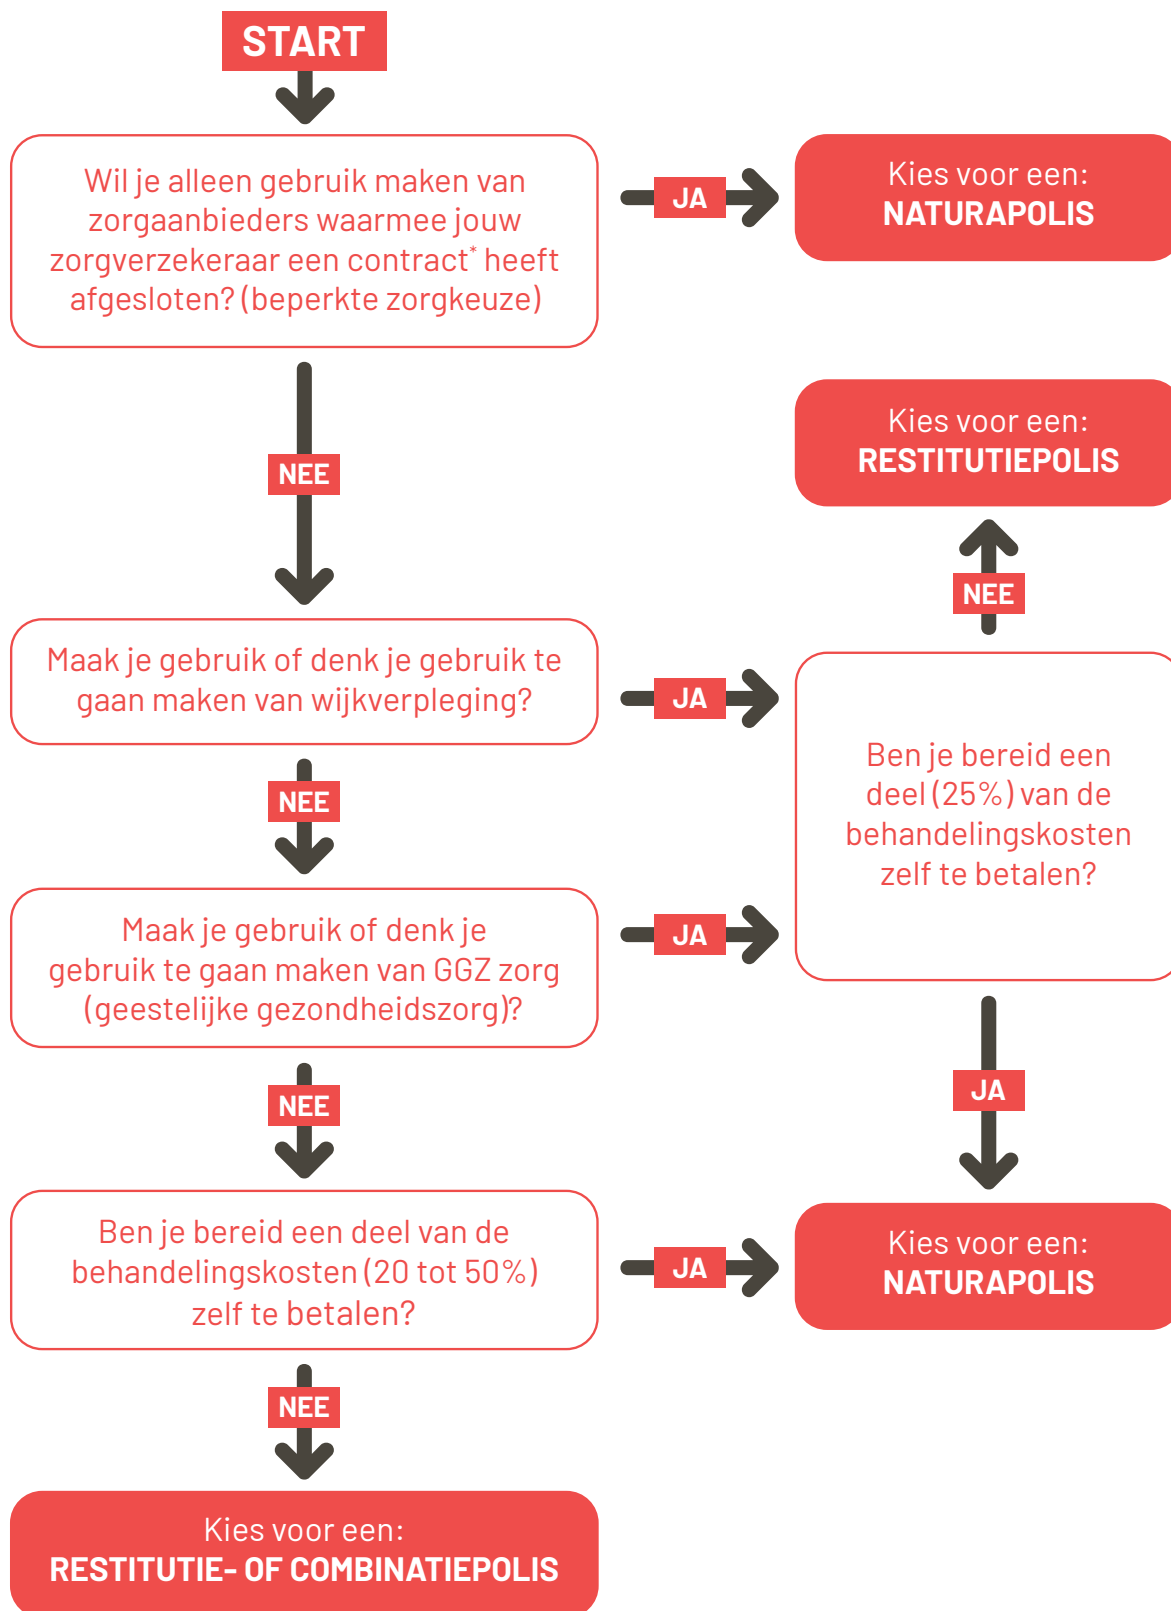 START
Wil je alleen gebruik maken van
zorgaanbieders waarmee jouw
zorgverzekeraar een contract* heeft
afgesloten? (beperkte zorgkeuze)
JA
Kies voor een:
NATURAPOLIS
NEE
Kies voor een:
RESTITUTIEPOLIS
NEE
Maak je gebruik of denk je gebruik te
gaan maken van wijkverpleging?
JA
Ben je bereid een
deel (25%) van de
behandelingskosten
zelf te betalen?
NEE
Maak je gebruik of denk je
gebruik te gaan maken van GGZ zorg
(geestelijke gezondheidszorg)?
JA
NEE
JA
Ben je bereid een deel van de
behandelingskosten (20 tot 50%)
zelf te betalen?
JA
Kies voor een:
NATURAPOLIS
NEE
Kies voor een:
RESTITUTIE- OF COMBINATIEPOLIS